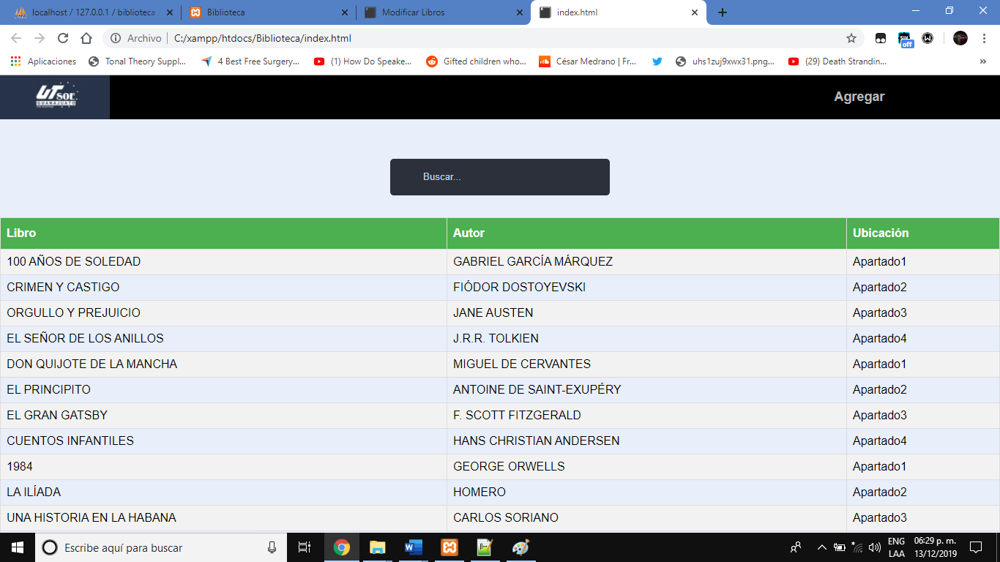 localhost / 127.0.0.1 / biblioteca
Biblioteca
Modificar Libros
index.html
Archivo
C:/xampp/htdocs/Biblioteca/index.html
off
Aplicaciones
Tonal Theory Suppl...
4 Best Free Surgery...
(1) How Do Speake...
Gifted children who...
César Medrano | Fr...
uhs1zuj9xwx31.png...
(29) Death Strandin...
»
UTSOE
GUANAJUATO
Agregar
Buscar...
Libro Autor Ubicación
100 AÑOS DE SOLEDAD GABRIEL GARCÍA MÁRQUEZ Apartado1
CRIMEN Y CASTIGO FIÓDOR DOSTOYEVSKI Apartado2
ORGULLO Y PREJUICIO JANE AUSTEN Apartado3
EL SEÑOR DE LOS ANILLOS J.R.R. TOLKIEN Apartado4
DON QUIJOTE DE LA MANCHA MIGUEL DE CERVANTES Apartado1
EL PRINCIPITO ANTOINE DE SAINT-EXUPÉRY Apartado2
EL GRAN GATSBY F. SCOTT FITZGERALD Apartado3
CUENTOS INFANTILES HANS CHRISTIAN ANDERSEN Apartado4
1984 GEORGE ORWELLS Apartado1
LA ILÍADA HOMERO Apartado2
UNA HISTORIA EN LA HABANA CARLOS SORIANO Apartado3
Escribe aquí para buscar
ENG
LAA
06:29 p. m.
13/12/2019